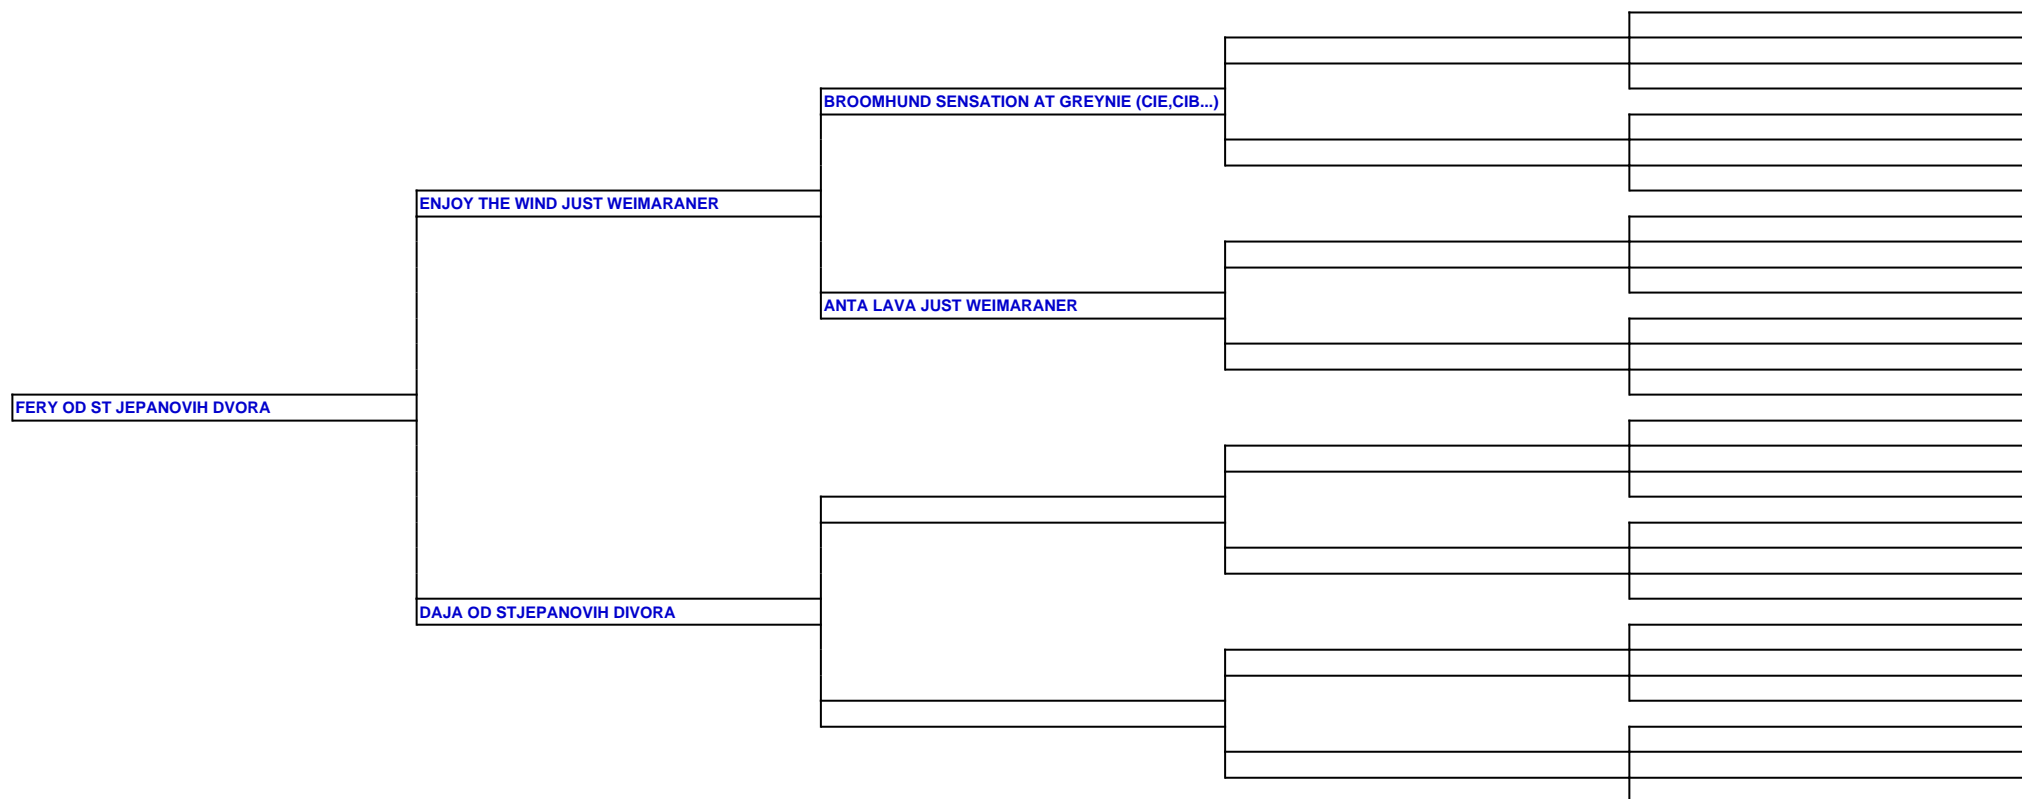 BROOMHUND SENSATION AT GREYNIE (CIE,CIB...)
ENJOY THE WIND JUST WEIMARANER
ANTA LAVA JUST WEIMARANER
FERY OD ST JEPANOVIH DVORA
DAJA OD STJEPANOVIH DIVORA